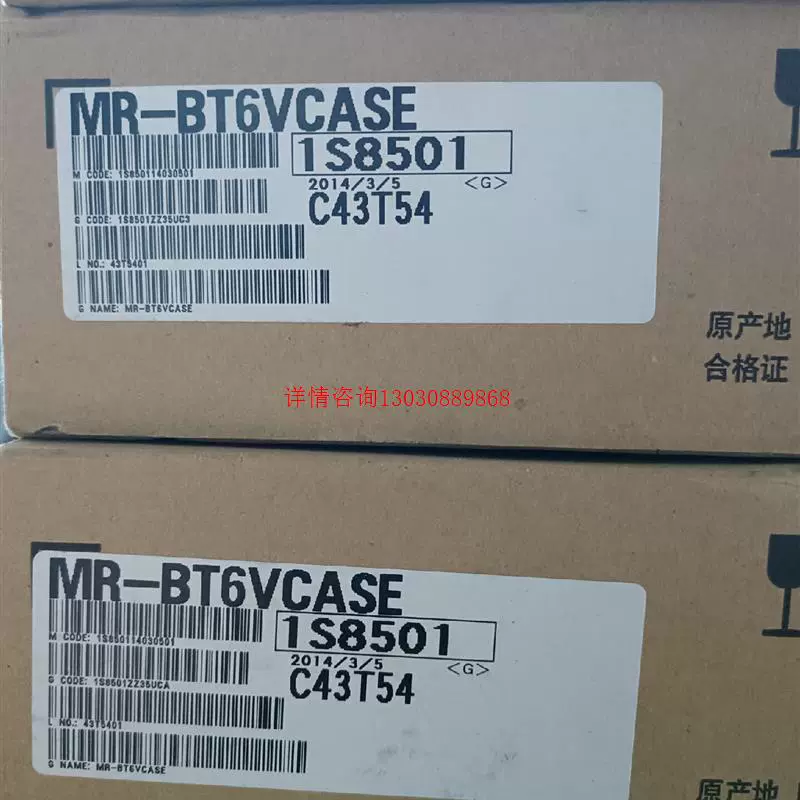 MR-BT6VCASE
1S8501
M CODE: 1S850114030501
2014/3/5 <G>
C43T54
G CODE: 1S8501ZZ35UC3
L NO.: 43T5401
G NAME: MR-BT6VCASE
原产地
合格证
详情咨询13030889868
MR-BT6VCASE
1S8501
M CODE: 1S850114030501
2014/3/5 <G>
C43T54
G CODE: 1S8501ZZ35UCA
L NO.: 43T5401
G NAME: MR-BT6VCASE
原产地